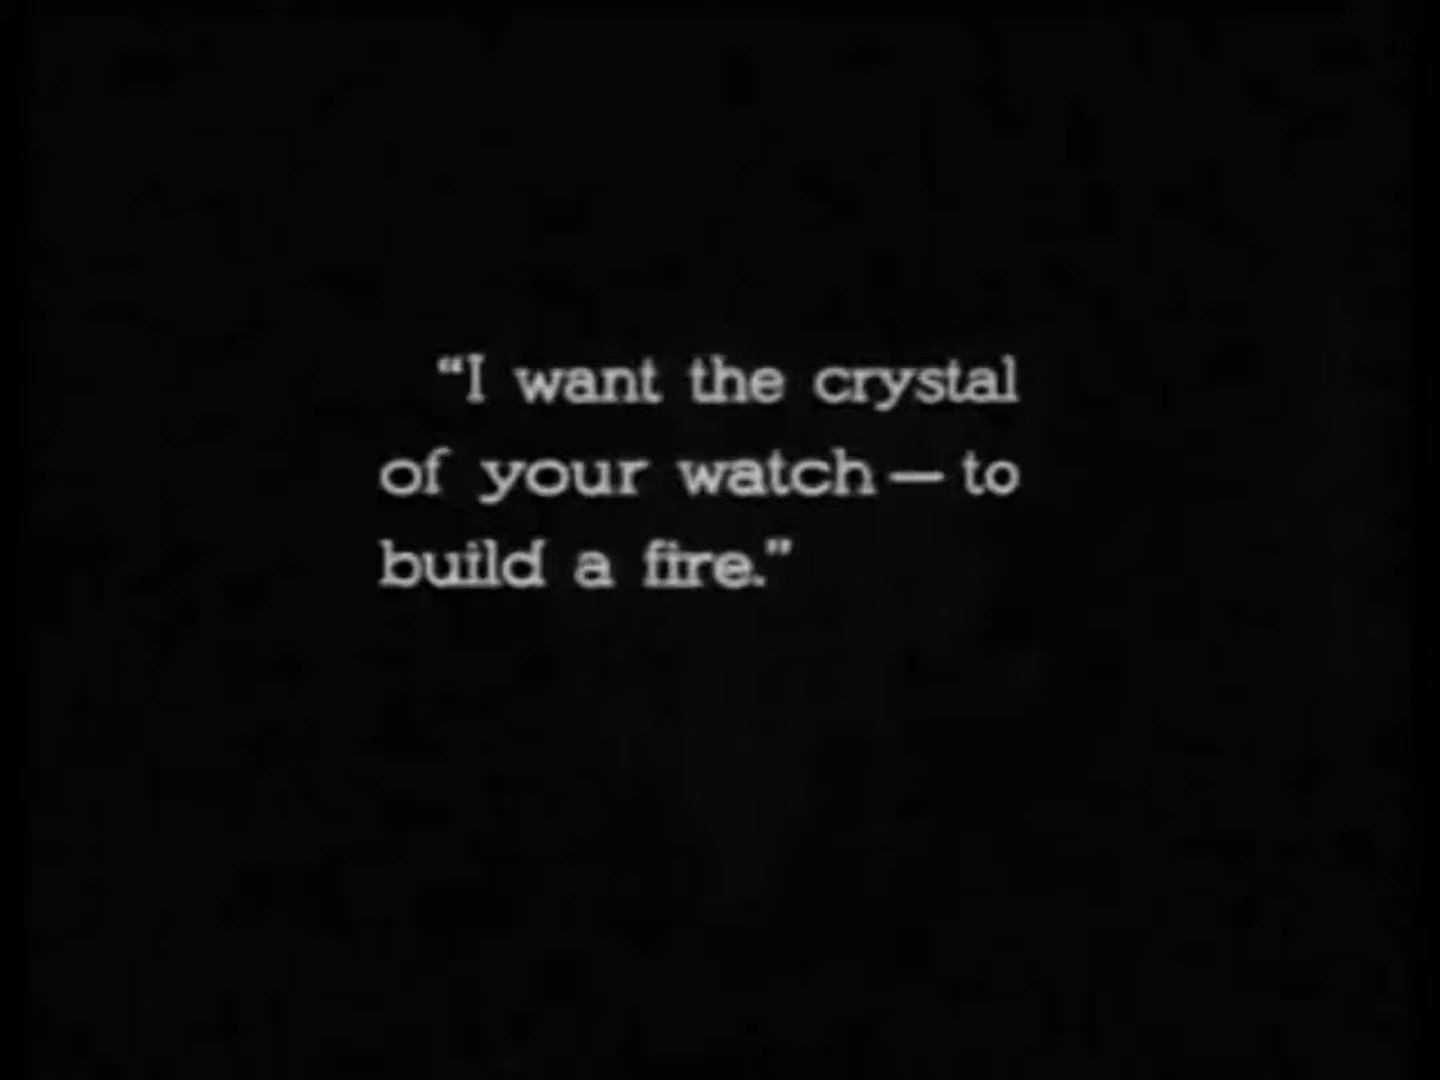 “I want the crystal
of your watch — to
build a fire.”